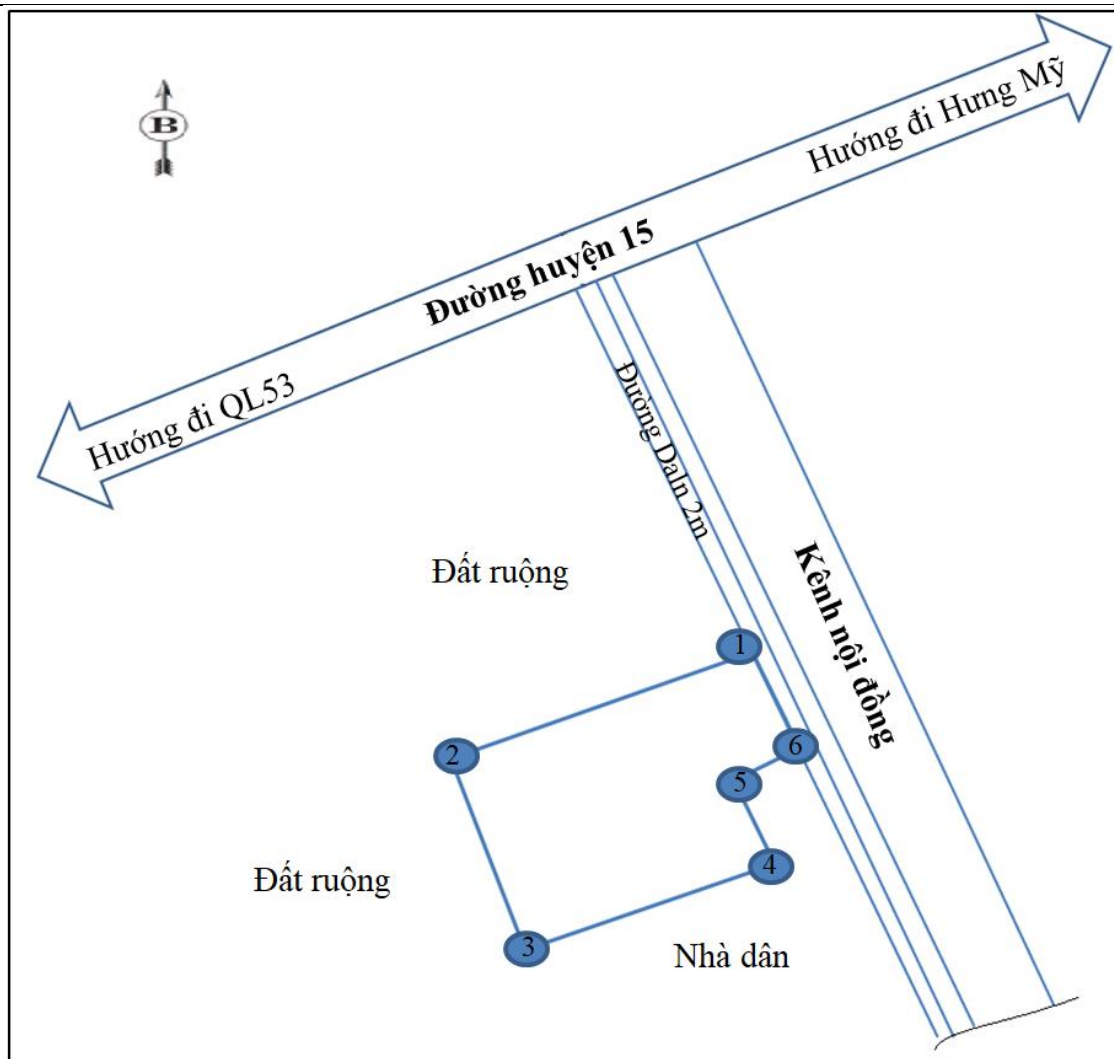 B
Hướng đi Hưng Mỹ
Đường huyện 15
Hướng đi QL53
Đường Daln 2m
Kênh nội đồng
Đất ruộng
1
2
6
5
4
3
Đất ruộng
Nhà dân